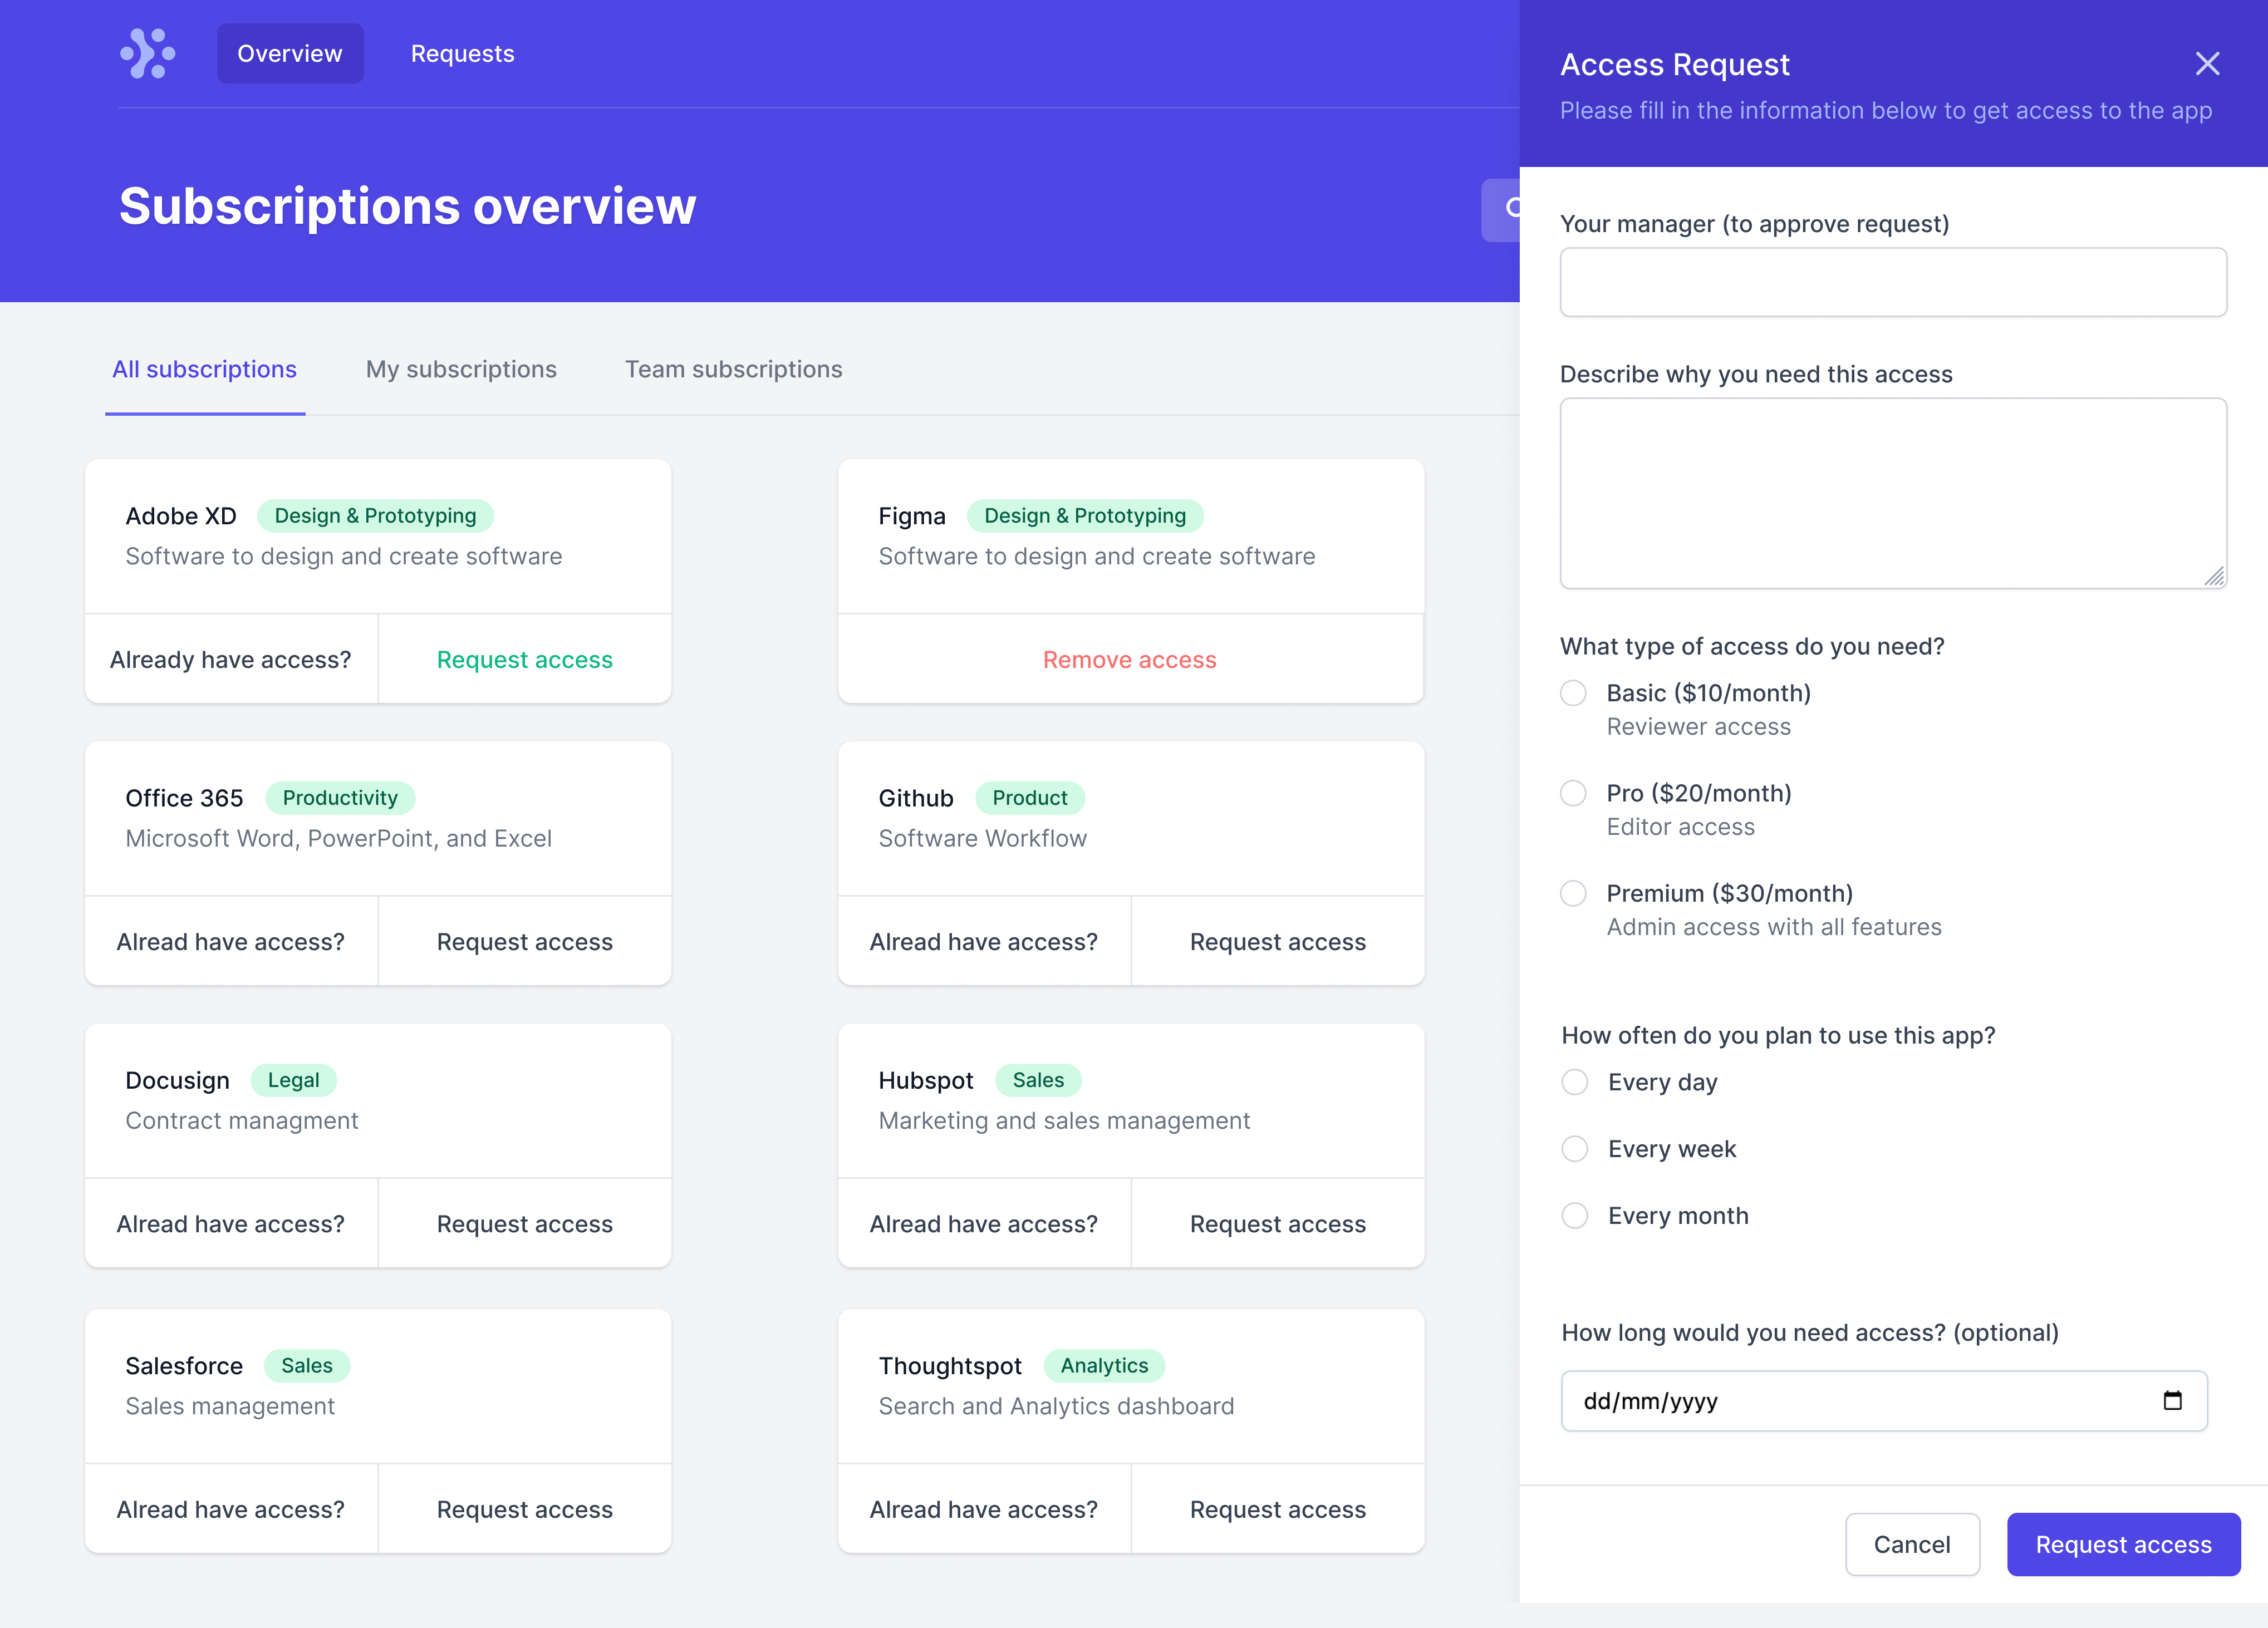 Overview
Requests
Subscriptions overview
All subscriptions
My subscriptions
Team subscriptions
Adobe XD
Design & Prototyping
Software to design and create software
Already have access?
Request access
Figma
Design & Prototyping
Software to design and create software
Remove access
Office 365
Productivity
Microsoft Word, PowerPoint, and Excel
Alread have access?
Request access
Github
Product
Software Workflow
Alread have access?
Request access
Docusign
Legal
Contract managment
Alread have access?
Request access
Hubspot
Sales
Marketing and sales management
Alread have access?
Request access
Salesforce
Sales
Sales management
Alread have access?
Request access
Thoughtspot
Analytics
Search and Analytics dashboard
Alread have access?
Request access
Access Request
Please fill in the information below to get access to the app
Your manager (to approve request)
Describe why you need this access
What type of access do you need?
Basic ($10/month)
Reviewer access
Pro ($20/month)
Editor access
Premium ($30/month)
Admin access with all features
How often do you plan to use this app?
Every day
Every week
Every month
How long would you need access? (optional)
dd/mm/yyyy
Cancel
Request access